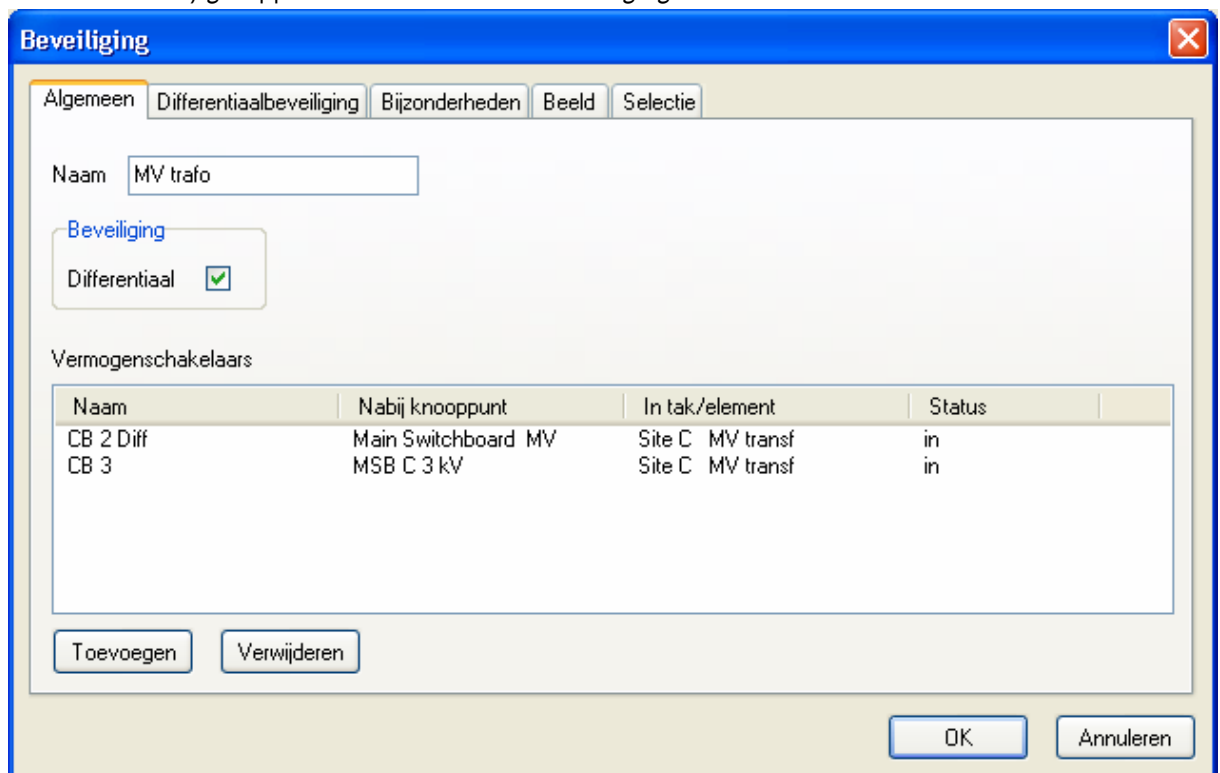 Beveiliging
Algemeen Differentiaalbeveiliging Bijzonderheden Beeld Selectie
Naam MV trafo
Beveiliging
Differentiaal
Vermogenschakelaars
Naam Nabij knooppunt In tak/element Status
CB 2 Diff Main Switchboard MV Site C MV transf in
CB 3 MSB C 3 kV Site C MV transf in
Toevoegen Verwijderen
OK Annuleren